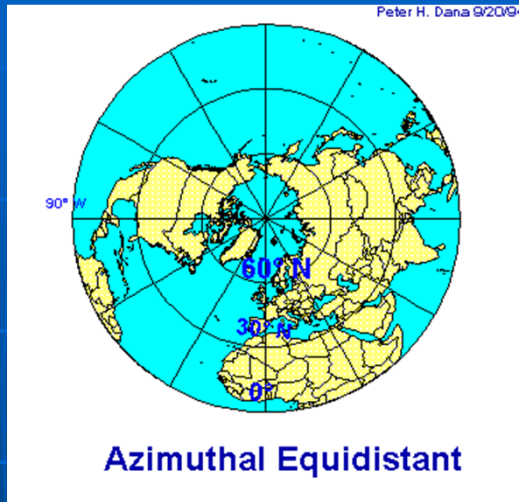 Peter H. Dana 9/20/94
90° W
60° N
30° N
0°
Azimuthal Equidistant